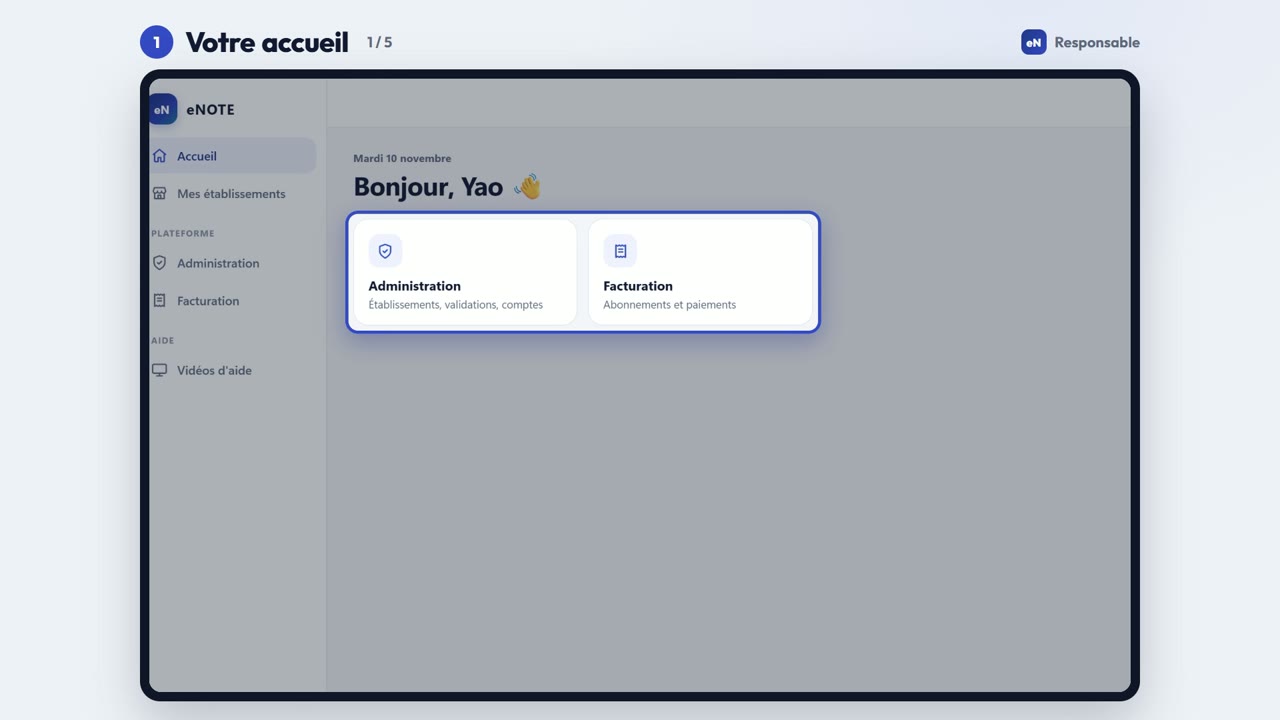 1 Votre accueil 1 / 5
eN Responsable
eN eNOTE
Accueil
Mes établissements
PLATEFORME
Administration
Facturation
AIDE
Vidéos d'aide
Mardi 10 novembre
Bonjour, Yao 👋
Administration
Établissements, validations, comptes
Facturation
Abonnements et paiements